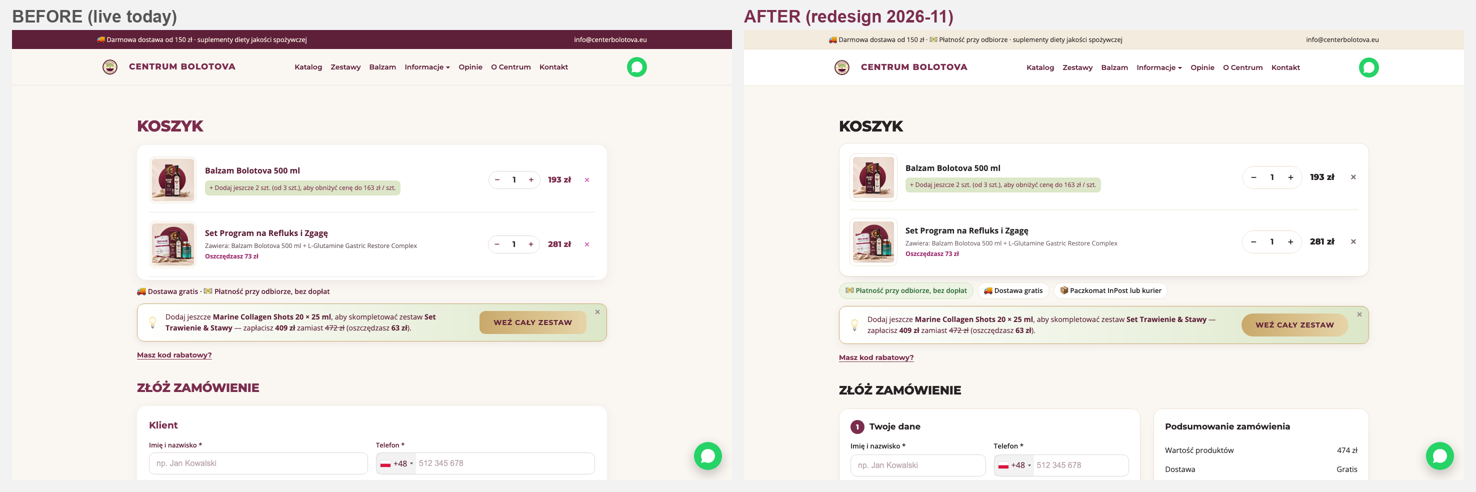 BEFORE (live today)
🚚 Darmowa dostawa od 150 zł · suplementy diety jakości spożywczej
info@centerbolotova.eu
CENTRUM BOLOTOVA
Katalog Zestawy Balzam Informacje Opinie O Centrum Kontakt
KOSZYK
Balzam Bolotova 500 ml
+ Dodaj jeszcze 2 szt. (od 3 szt.), aby obniżyć cenę do 163 zł / szt.
− 1 + 193 zł ×
Set Program na Refluks i Zgagę
Zawiera: Balzam Bolotova 500 ml + L-Glutamine Gastric Restore Complex
Oszczędzasz 73 zł
− 1 + 281 zł ×
🚚 Dostawa gratis · 💴 Płatność przy odbiorze, bez dopłat
Dodaj jeszcze Marine Collagen Shots 20 × 25 ml, aby skompletować zestaw Set
Trawienie & Stawy — zapłacisz 409 zł zamiast 472 zł (oszczędzasz 63 zł).
WEŹ CAŁY ZESTAW
×
Masz kod rabatowy?
ZŁÓŻ ZAMÓWIENIE
Klient
Imię i nazwisko * Telefon *
np. Jan Kowalski +48 512 345 678
AFTER (redesign 2026-11)
🚚 Darmowa dostawa od 150 zł · 💴 Płatność przy odbiorze · suplementy diety jakości spożywczej
info@centerbolotova.eu
CENTRUM BOLOTOVA
Katalog Zestawy Balzam Informacje Opinie O Centrum Kontakt
KOSZYK
Balzam Bolotova 500 ml
+ Dodaj jeszcze 2 szt. (od 3 szt.), aby obniżyć cenę do 163 zł / szt.
− 1 + 193 zł ×
Set Program na Refluks i Zgagę
Zawiera: Balzam Bolotova 500 ml + L-Glutamine Gastric Restore Complex
Oszczędzasz 73 zł
− 1 + 281 zł ×
💴 Płatność przy odbiorze, bez dopłat 🚚 Dostawa gratis 📦 Paczkomat InPost lub kurier
Dodaj jeszcze Marine Collagen Shots 20 × 25 ml, aby skompletować zestaw Set Trawienie & Stawy —
zapłacisz 409 zł zamiast 472 zł (oszczędzasz 63 zł).
WEŹ CAŁY ZESTAW
×
Masz kod rabatowy?
ZŁÓŻ ZAMÓWIENIE
1 Twoje dane
Imię i nazwisko * Telefon *
np. Jan Kowalski +48 512 345 678
Podsumowanie zamówienia
Wartość produktów 474 zł
Dostawa Gratis